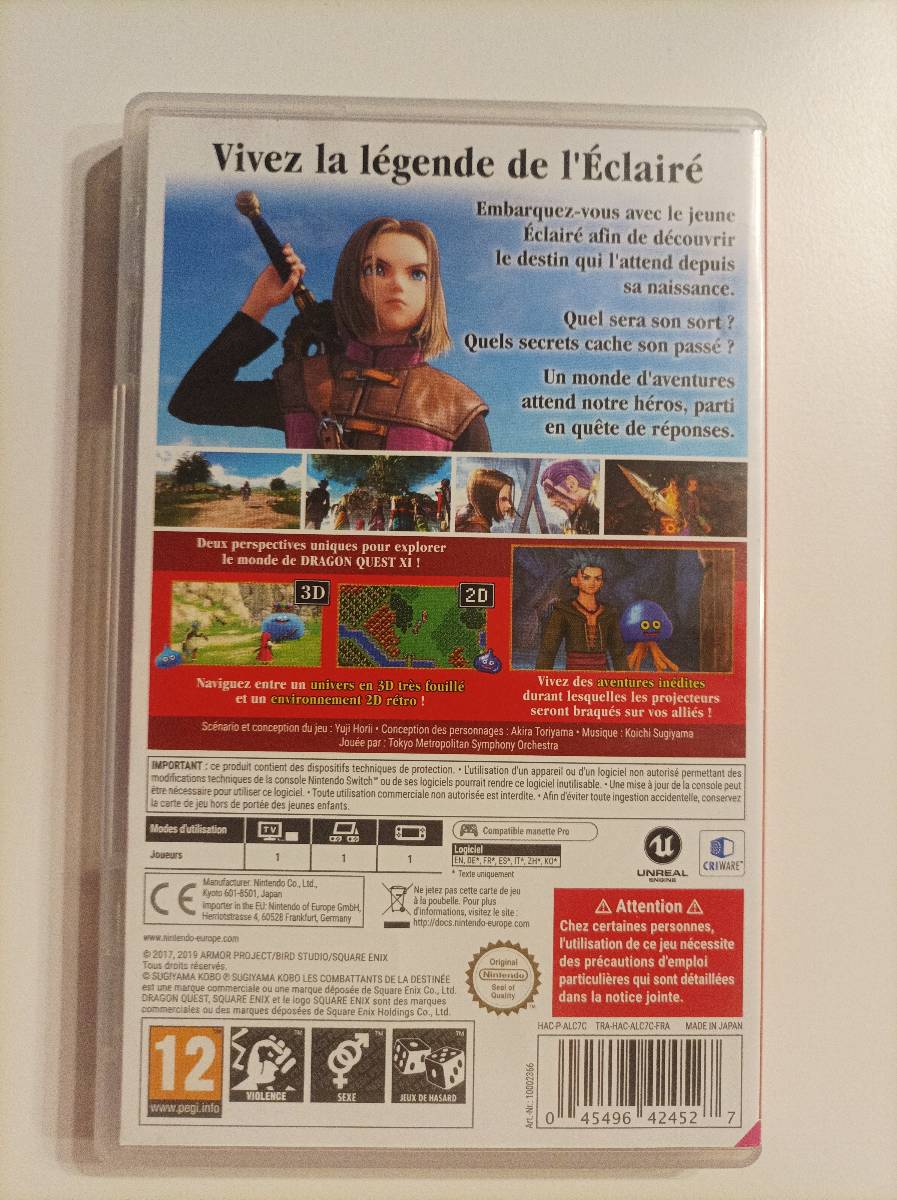 Vivez la légende de l'Éclairé
Embarquez-vous avec le jeune
Éclairé afin de découvrir
le destin qui l'attend depuis
sa naissance.
Quel sera son sort ?
Quels secrets cache son passé ?
Un monde d'aventures
attend notre héros, parti
en quête de réponses.
Deux perspectives uniques pour explorer
le monde de DRAGON QUEST XI !
3D
2D
Naviguez entre un univers en 3D très fouillé
et un environnement 2D rétro !
Vivez des aventures inédites
durant lesquelles les projecteurs
seront braqués sur vos alliés !
Scénario et conception du jeu : Yuji Horii • Conception des personnages : Akira Toriyama • Musique : Koichi Sugiyama
Jouée par : Tokyo Metropolitan Symphony Orchestra
IMPORTANT : ce produit contient des dispositifs techniques de protection. • L'utilisation d'un appareil ou d'un logiciel non autorisé permettant des
modifications techniques de la console Nintendo Switch™ ou de ses logiciels pourrait rendre ce logiciel inutilisable. • Une mise à jour de la console peut
être nécessaire pour utiliser ce logiciel. • Toute utilisation commerciale non autorisée est interdite. • Afin d'éviter toute ingestion accidentelle, conservez
la carte de jeu hors de portée des jeunes enfants.
Modes d'utilisation
TV
Joueurs
1 1 1
Compatible manette Pro
Logiciel
EN, DE*, FR*, ES*, IT*, ZH*, KO*
* Texte uniquement
UNREAL
ENGINE
CRIWARE™
CE
Manufacturer: Nintendo Co., Ltd.,
Kyoto 601-8501, Japan
Importer in the EU: Nintendo of Europe GmbH,
Herriotstrasse 4, 60528 Frankfurt, Germany
Ne jetez pas cette carte de jeu
à la poubelle. Pour plus
d'informations, visitez le site :
http://docs.nintendo-europe.com
www.nintendo-europe.com
© 2017, 2019 ARMOR PROJECT/BIRD STUDIO/SQUARE ENIX
Tous droits réservés.
© SUGIYAMA KOBO ℗ SUGIYAMA KOBO LES COMBATTANTS DE LA DESTINÉE
est une marque commerciale ou une marque déposée de Square Enix Co., Ltd.
DRAGON QUEST, SQUARE ENIX et le logo SQUARE ENIX sont des marques
commerciales ou des marques déposées de Square Enix Holdings Co., Ltd.
Original
Nintendo
Seal of
Quality
™
Attention
Chez certaines personnes,
l'utilisation de ce jeu nécessite
des précautions d'emploi
particulières qui sont détaillées
dans la notice jointe.
HAC-P-ALC7C TRA-HAC-ALC7C-FRA MADE IN JAPAN
12
www.pegi.info
VIOLENCE
SEXE
JEUX DE HASARD
Art.-Nr.: 10002366
0 45496 42452 7